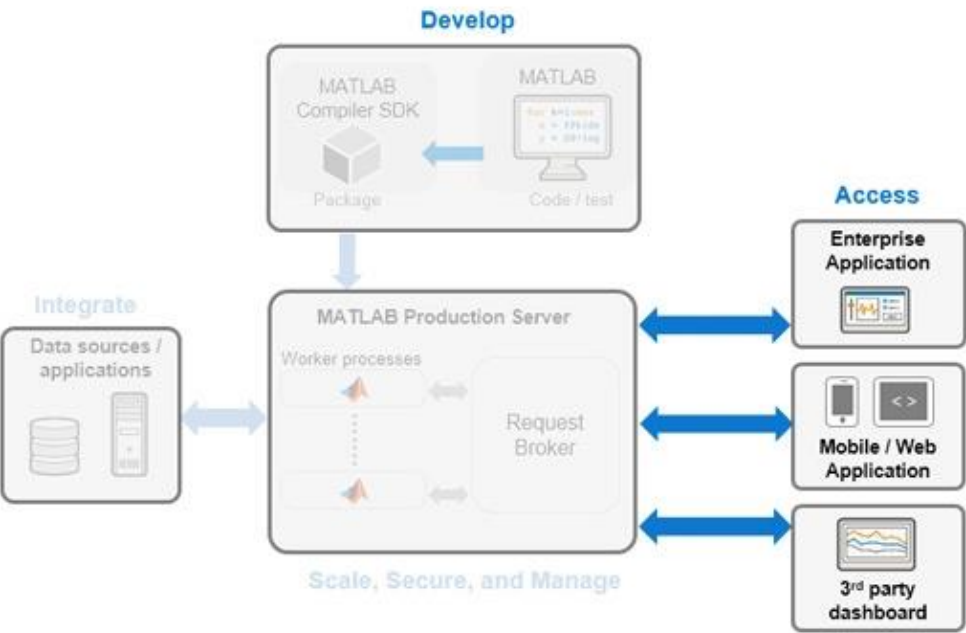 Develop
MATLAB
Compiler SDK
Package
MATLAB
Code / test
Integrate
Data sources /
applications
MATLAB Production Server
Worker processes
Request
Broker
Scale, Secure, and Manage
Access
Enterprise
Application
< >
Mobile / Web
Application
3rd party
dashboard